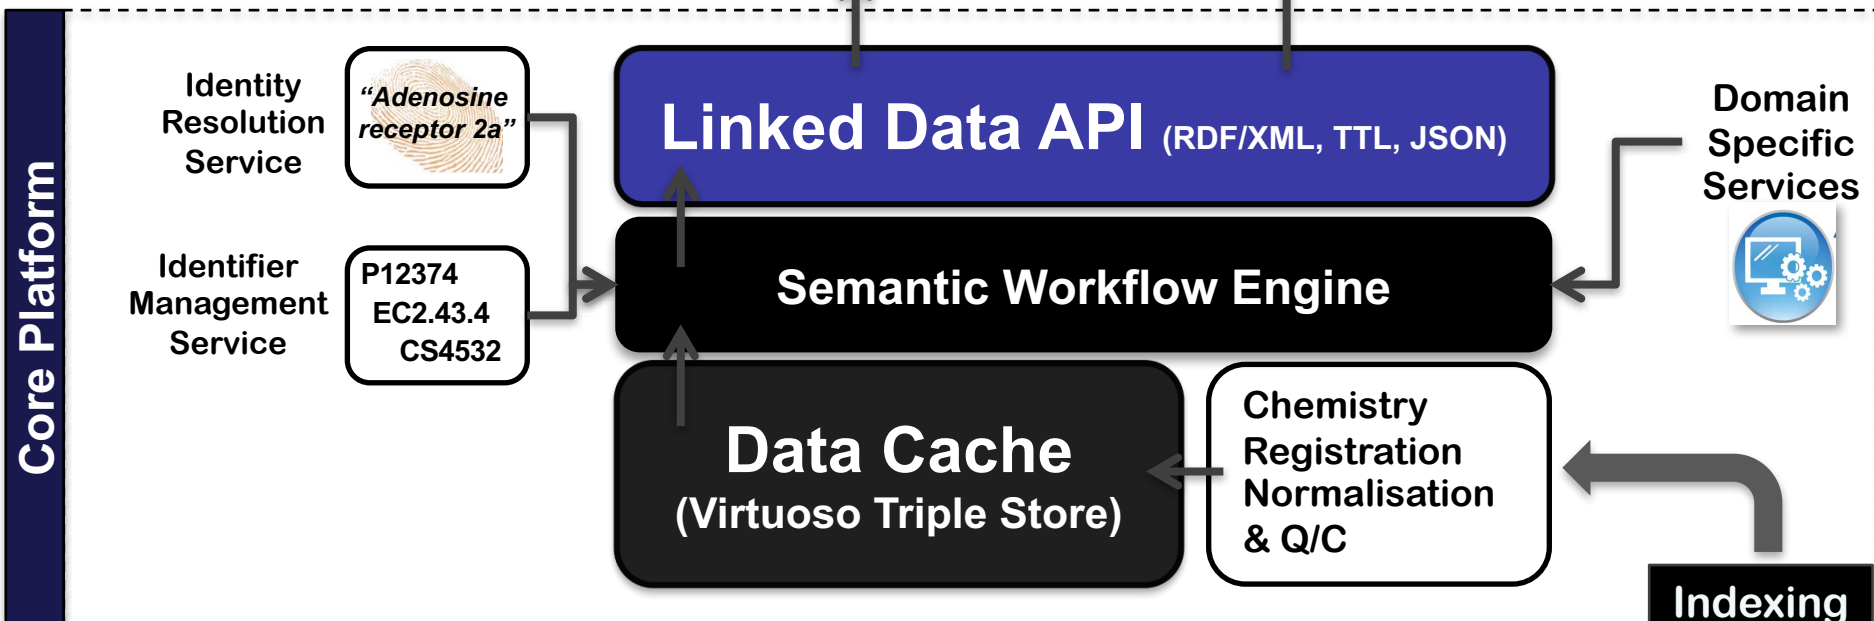 Core Platform
Identity
Resolution
Service
“Adenosine
receptor 2a”
Linked Data API (RDF/XML, TTL, JSON)
Domain
Specific
Services
Identifier
Management
Service
P12374
EC2.43.4
CS4532
Semantic Workflow Engine
Data Cache
(Virtuoso Triple Store)
Chemistry
Registration
Normalisation
& Q/C
Indexing